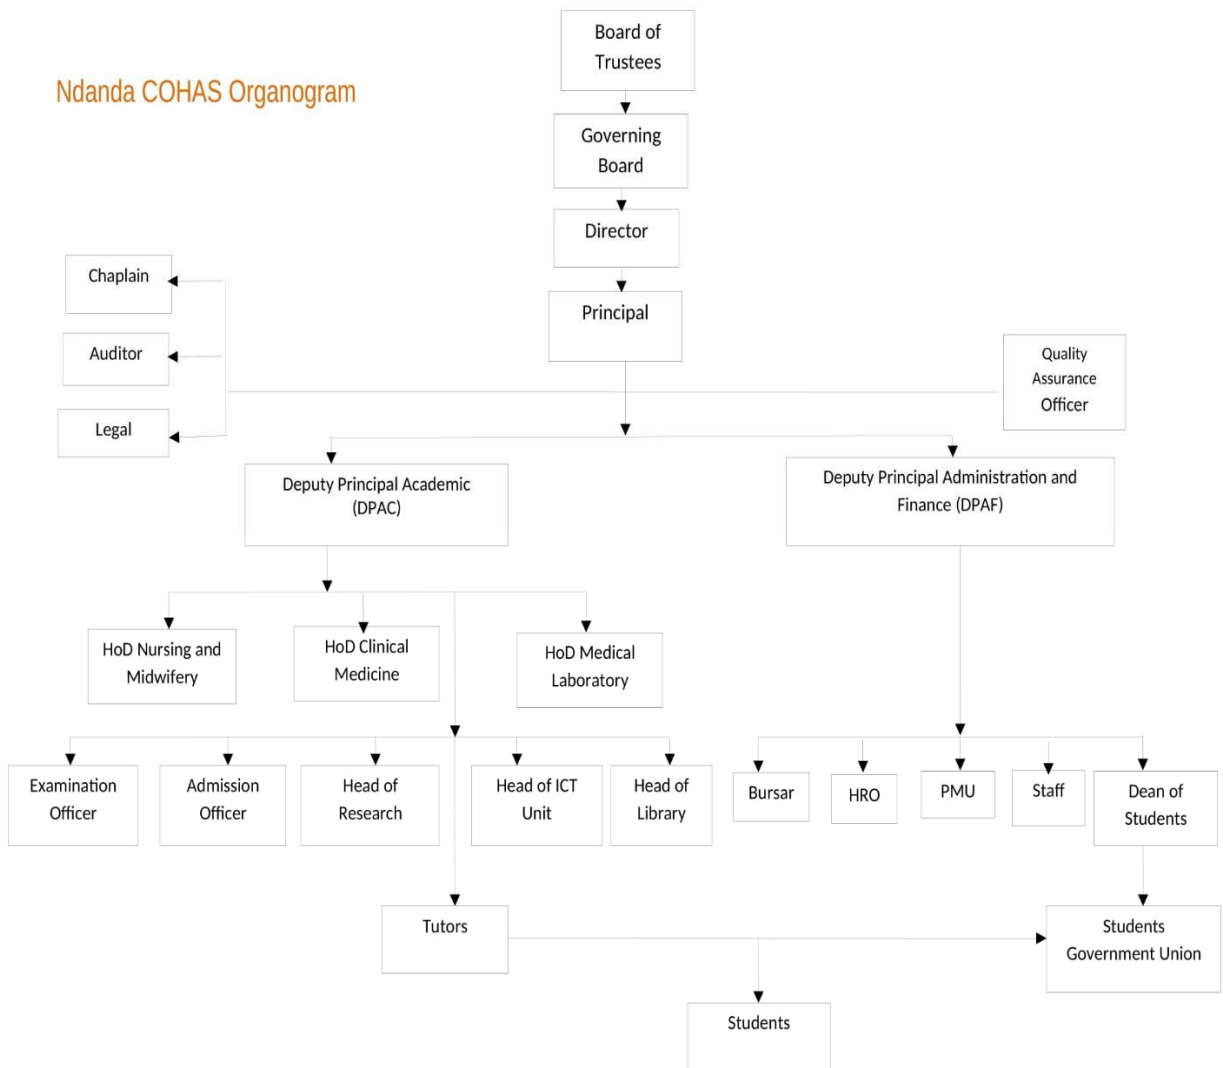 Board of
Trustees
Ndanda COHAS Organogram
Governing
Board
Director
Chaplain
Principal
Auditor
Quality
Assurance
Officer
Legal
Deputy Principal Academic
(DPAC)
Deputy Principal Administration and
Finance (DPAF)
HoD Nursing and
Midwifery
HoD Clinical
Medicine
HoD Medical
Laboratory
Examination
Officer
Admission
Officer
Head of
Research
Head of ICT
Unit
Head of
Library
Bursar
HRO
PMU
Staff
Dean of
Students
Tutors
Students
Government Union
Students